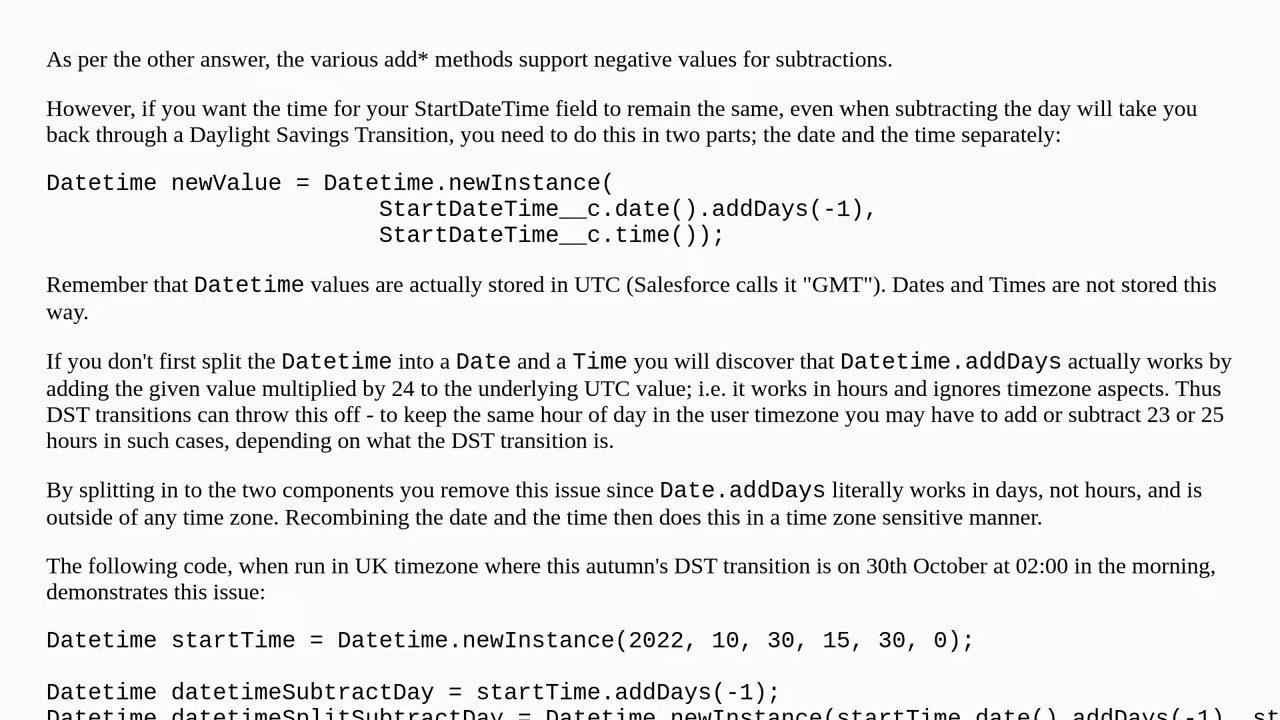 As per the other answer, the various add* methods support negative values for subtractions.
However, if you want the time for your StartDateTime field to remain the same, even when subtracting the day will take you
back through a Daylight Savings Transition, you need to do this in two parts; the date and the time separately:
Datetime newValue = Datetime.newInstance(
                        StartDateTime__c.date().addDays(-1),
                        StartDateTime__c.time());
Remember that Datetime values are actually stored in UTC (Salesforce calls it "GMT"). Dates and Times are not stored this
way.
If you don't first split the Datetime into a Date and a Time you will discover that Datetime.addDays actually works by
adding the given value multiplied by 24 to the underlying UTC value; i.e. it works in hours and ignores timezone aspects. Thus
DST transitions can throw this off - to keep the same hour of day in the user timezone you may have to add or subtract 23 or 25
hours in such cases, depending on what the DST transition is.
By splitting in to the two components you remove this issue since Date.addDays literally works in days, not hours, and is
outside of any time zone. Recombining the date and the time then does this in a time zone sensitive manner.
The following code, when run in UK timezone where this autumn's DST transition is on 30th October at 02:00 in the morning,
demonstrates this issue:
Datetime startTime = Datetime.newInstance(2022, 10, 30, 15, 30, 0);
Datetime datetimeSubtractDay = startTime.addDays(-1);
Datetime datetimeSplitSubtractDay = Datetime.newInstance(startTime.date().addDays(-1), st